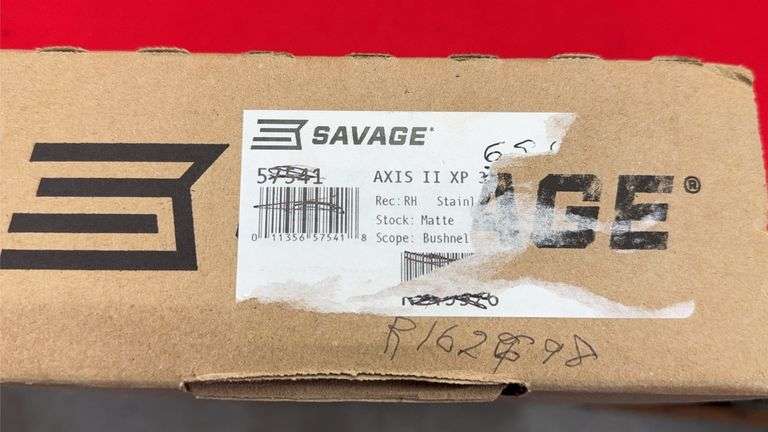 SAVAGE®
57541 AXIS II XP
Rec: RH Stainl
Stock: Matte
Scope: Bushnel
0 11356 57541 8
AGE®